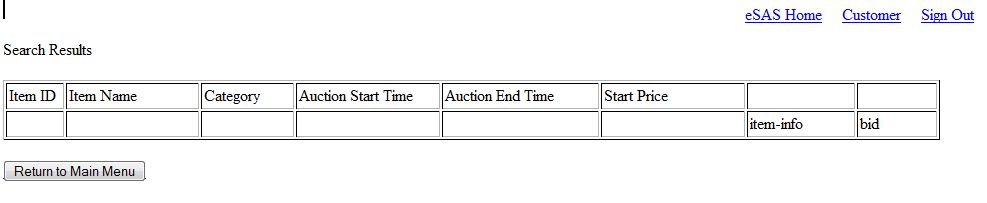 eSAS Home Customer Sign Out
Search Results
Item ID Item Name Category Auction Start Time Auction End Time Start Price
item-info bid
Return to Main Menu